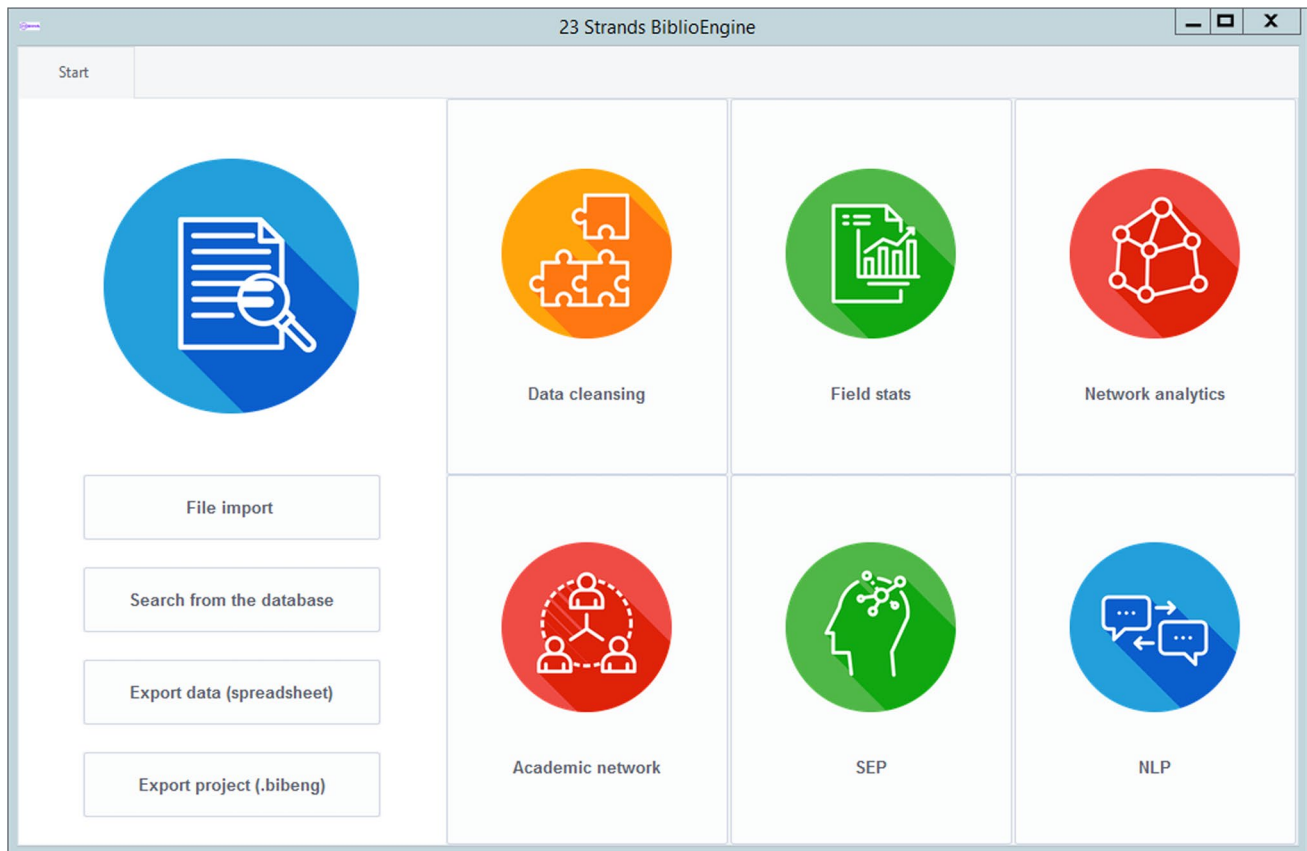 23 Strands BiblioEngine
Start
Data cleansing
Field stats
Network analytics
File import
Search from the database
Export data (spreadsheet)
Export project (.bibeng)
Academic network
SEP
NLP